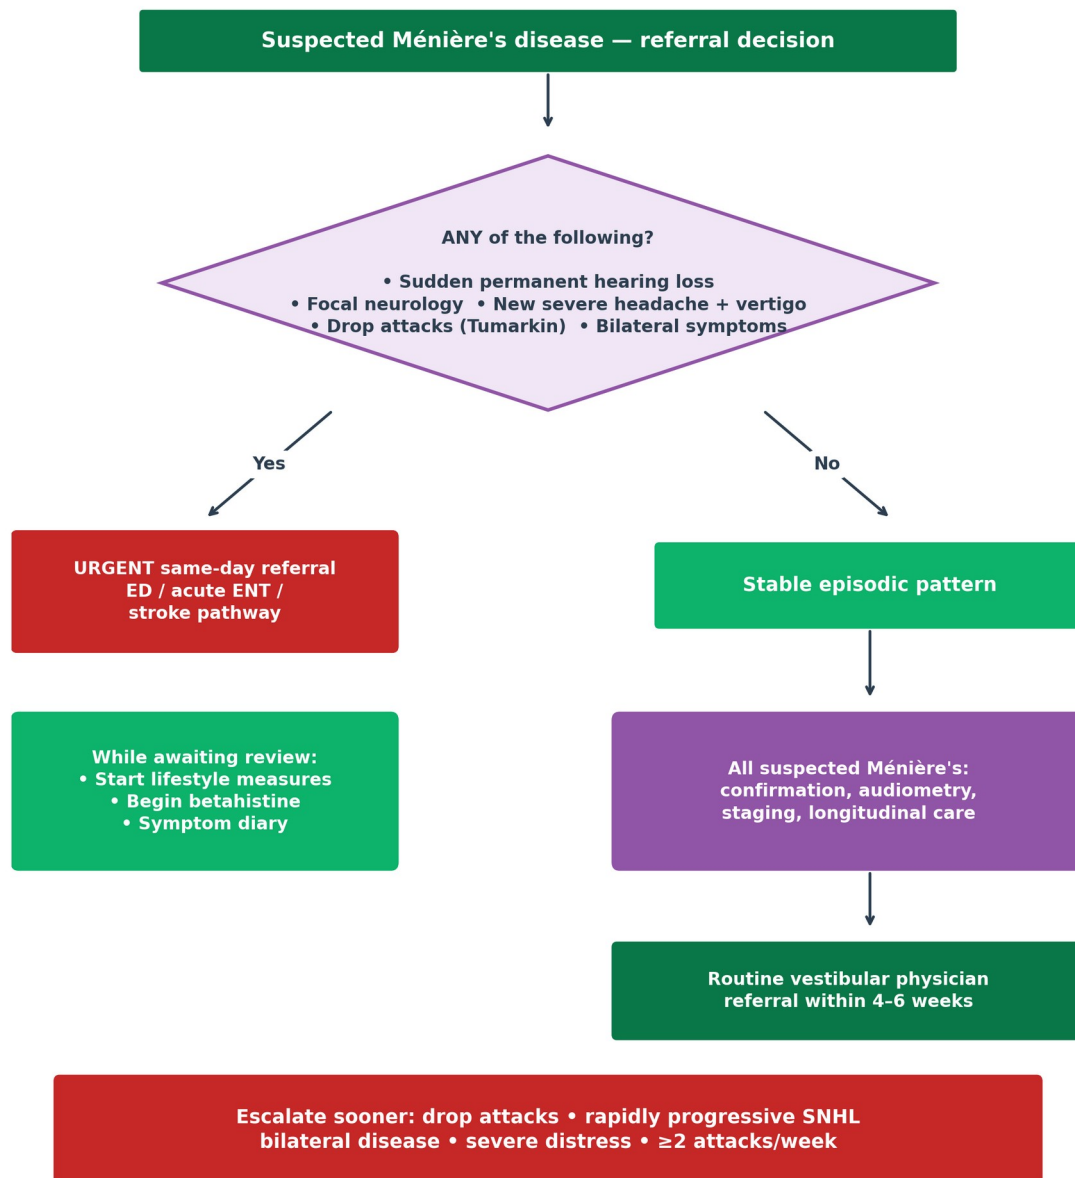 Suspected Ménière's disease — referral decision
ANY of the following?
• Sudden permanent hearing loss
• Focal neurology  • New severe headache + vertigo
• Drop attacks (Tumarkin)  • Bilateral symptoms
Yes
No
URGENT same-day referral
ED / acute ENT /
stroke pathway
Stable episodic pattern
While awaiting review:
• Start lifestyle measures
• Begin betahistine
• Symptom diary
All suspected Ménière's:
confirmation, audiometry,
staging, longitudinal care
Routine vestibular physician
referral within 4–6 weeks
Escalate sooner: drop attacks • rapidly progressive SNHL
bilateral disease • severe distress • ≥2 attacks/week